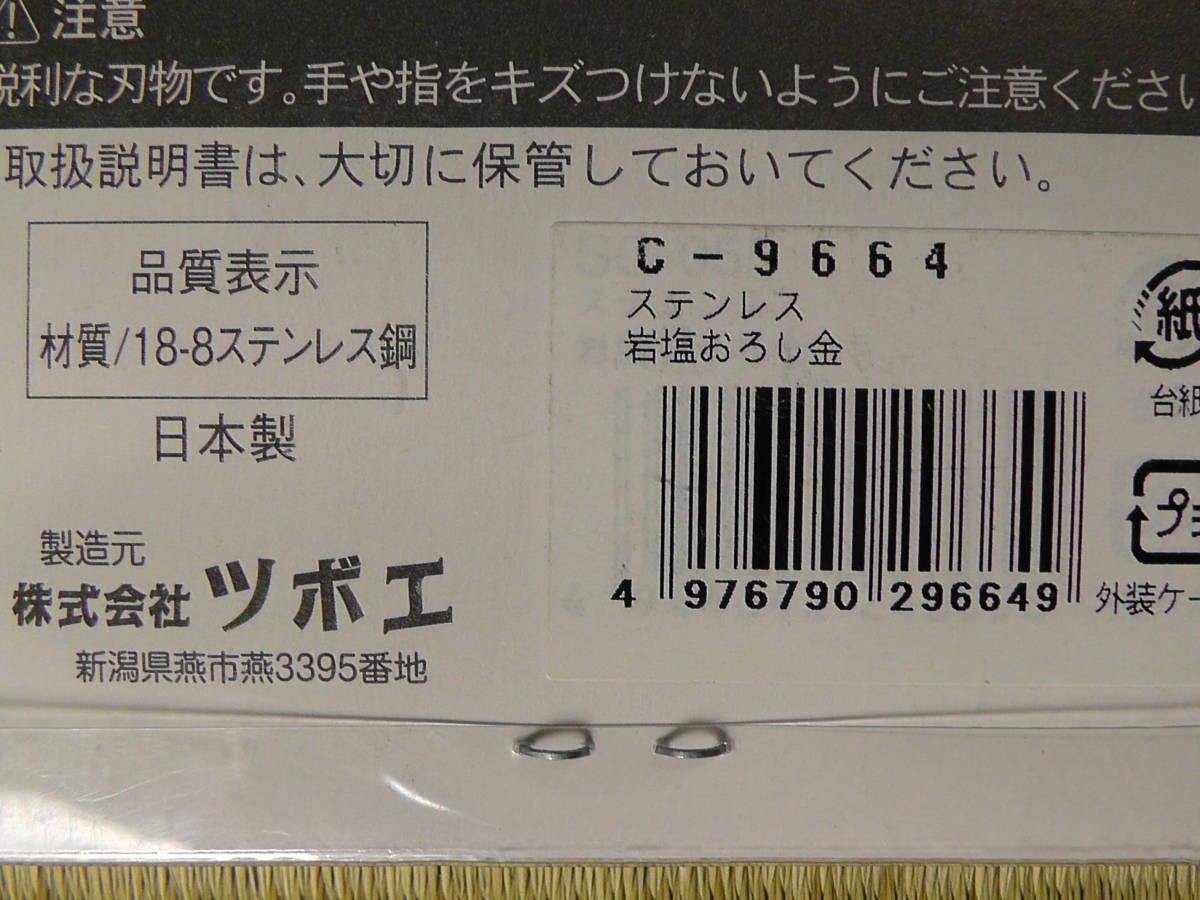 注意
鋭利な刃物です。手や指をキズつけないようにご注意ください
取扱説明書は、大切に保管しておいてください。
品質表示
材質/18-8ステンレス鋼
日本製
製造元
株式会社 ツボエ
新潟県燕市燕3395番地
C-9664
ステンレス
岩塩おろし金
4 976790 296649
紙
台紙
プラ
外装ケー